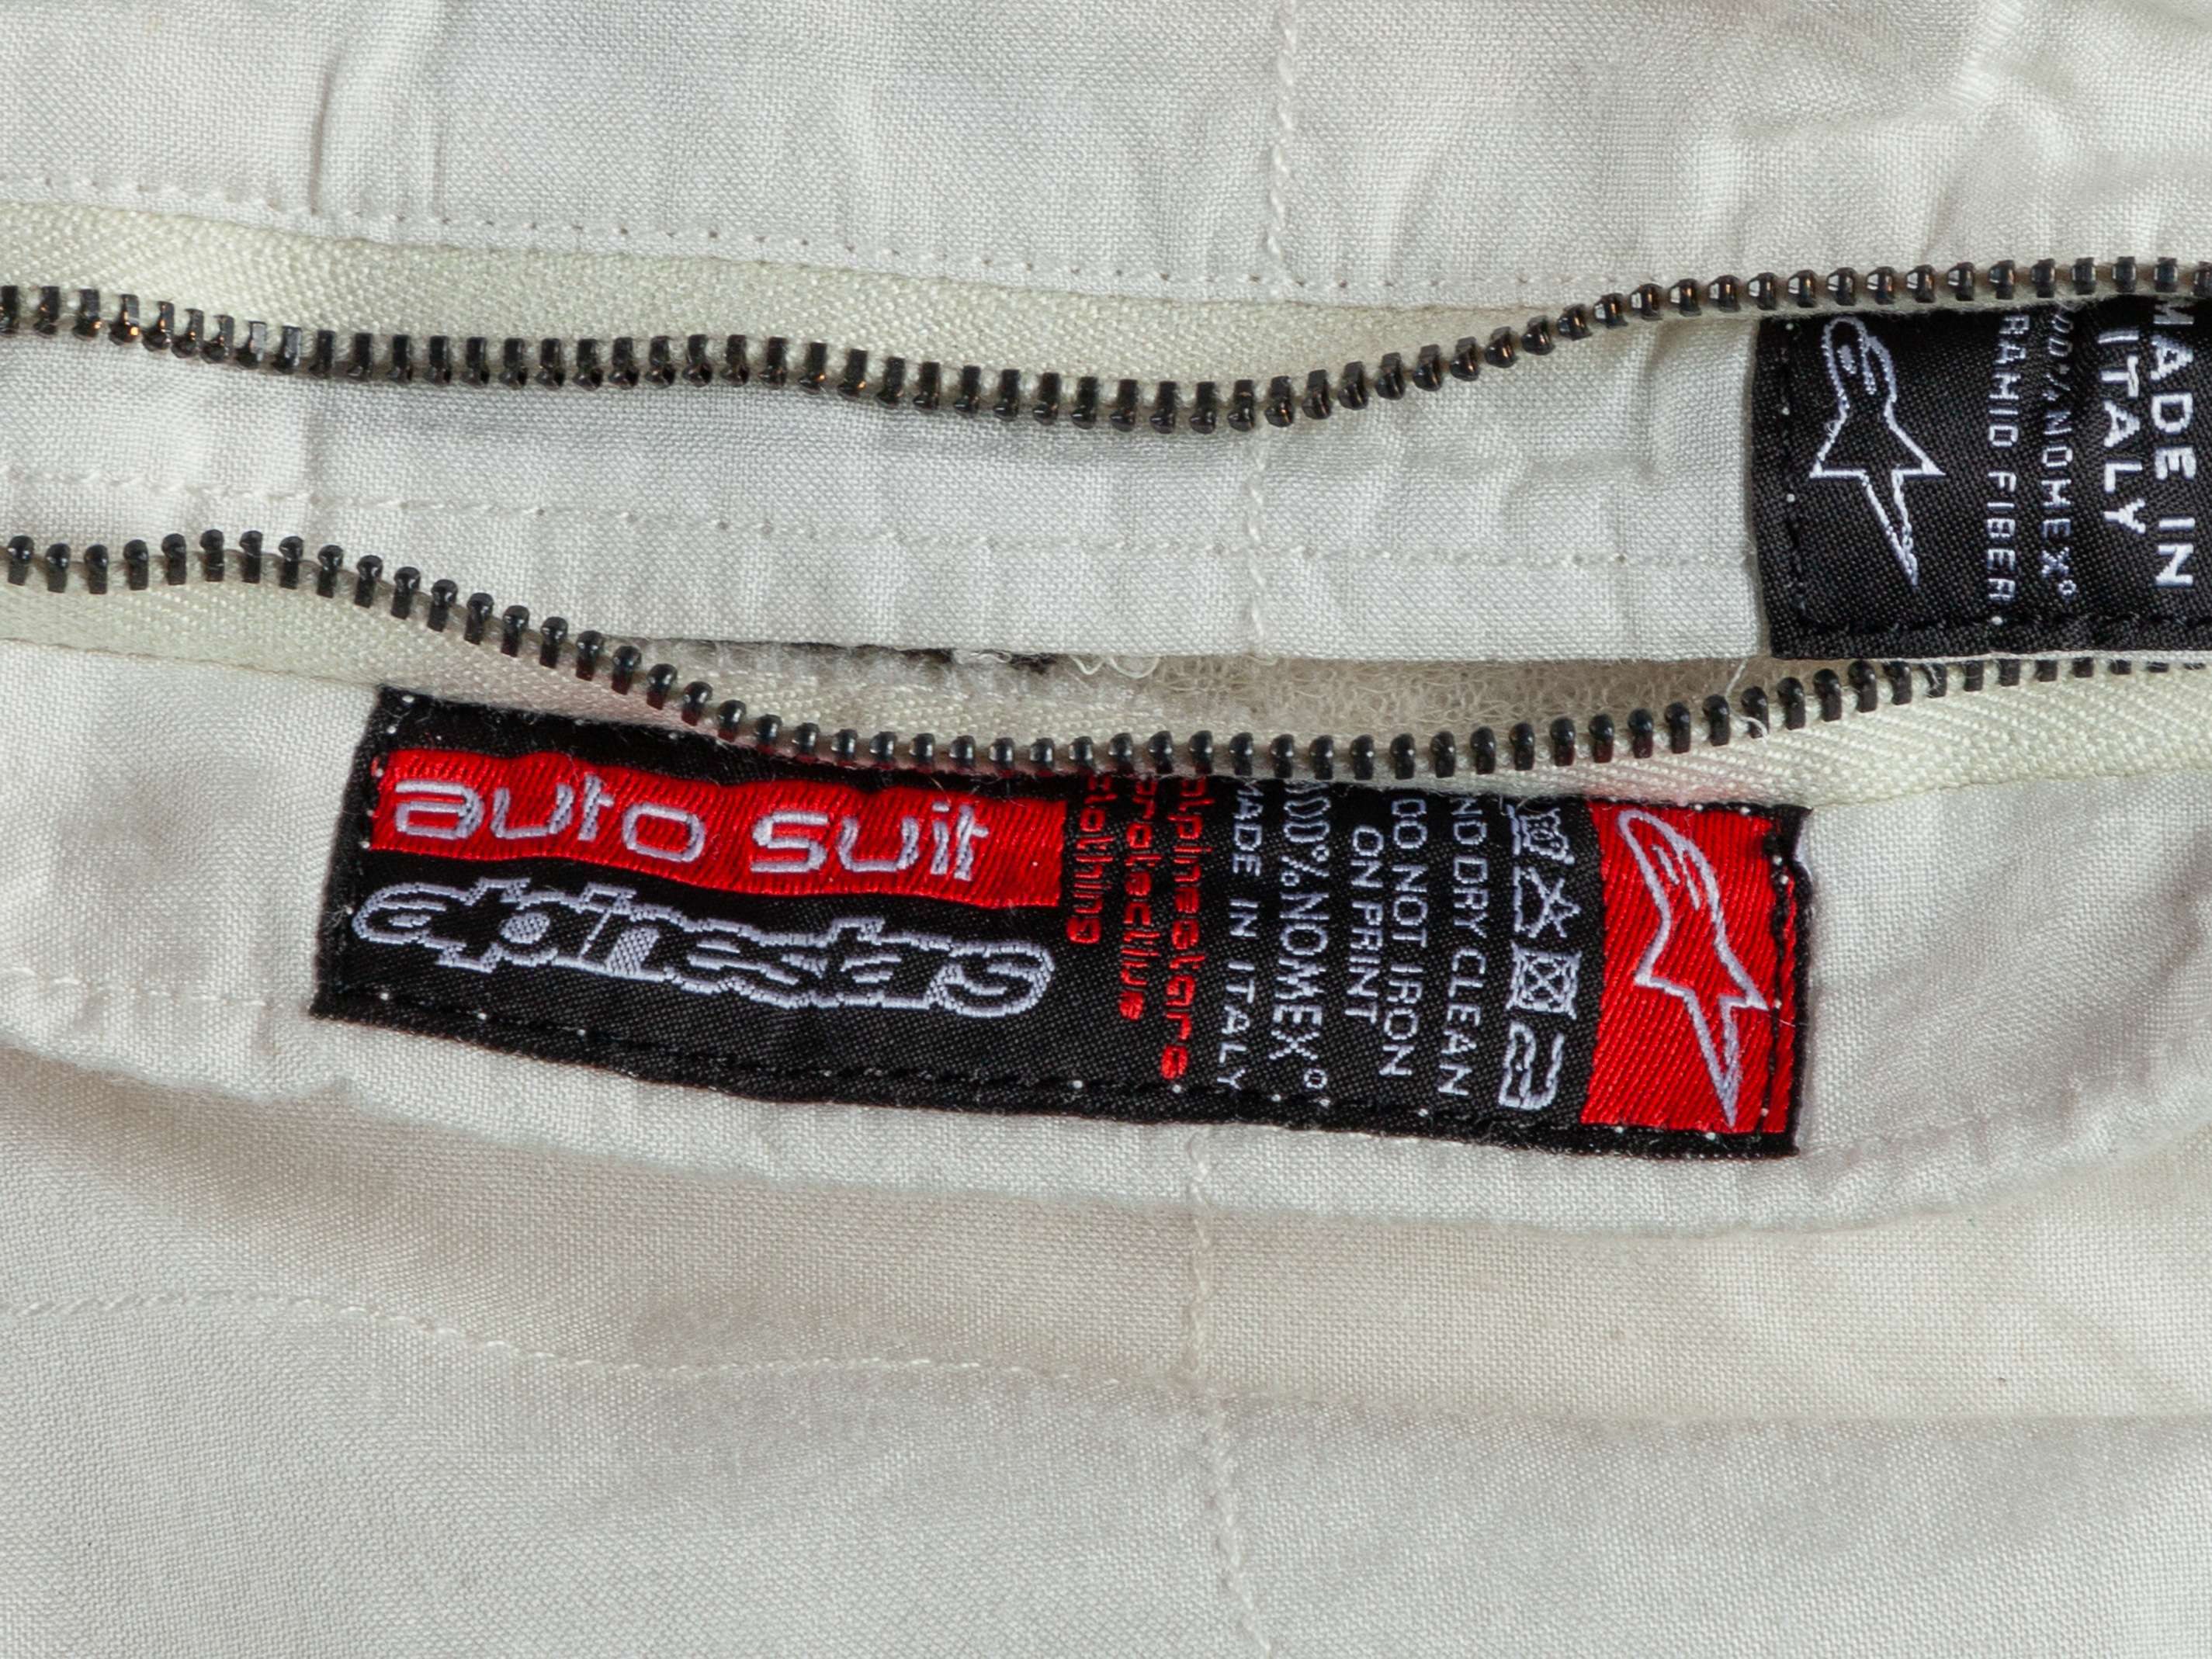 MADE IN
ITALY
100% NOMEX®
RAMID FIBER
auto suit
alpinestars
alpinestars
protective
clothing
MADE IN ITALY
100% NOMEX®
DO NOT IRON
ON PRINT
NO DRY CLEAN